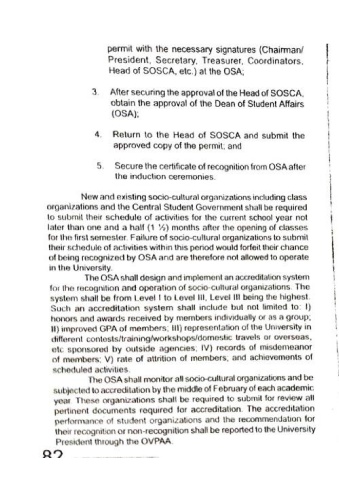 permit with the necessary signatures (Chairman/
President, Secretary, Treasurer, Coordinators,
Head of SOSCA, etc.) at the OSA;
3. After securing the approval of the Head of SOSCA,
obtain the approval of the Dean of Student Affairs
(OSA);
4. Return to the Head of SOSCA and submit the
approved copy of the permit; and
5. Secure the certificate of recognition from OSA after
the induction ceremonies.
New and existing socio-cultural organizations including class
organizations and the Central Student Government shall be required
to submit their schedule of activities for the current school year not
later than one and a half (1 ½) months after the opening of classes
for the first semester. Failure of socio-cultural organizations to submit
their schedule of activities within this period would forfeit their chance
of being recognized by OSA and are therefore not allowed to operate
in the University.
The OSA shall design and implement an accreditation system
for the recognition and operation of socio-cultural organizations. The
system shall be from Level I to Level III, Level III being the highest.
Such an accreditation system shall include but not limited to: I)
honors and awards received by members individually or as a group;
II) improved GPA of members; III) representation of the University in
different contests/training/workshops/domestic travels or overseas,
etc sponsored by outside agencies; IV) records of misdemeanor
of members; V) rate of attrition of members; and achievements of
scheduled activities.
The OSA shall monitor all socio-cultural organizations and be
subjected to accreditation by the middle of February of each academic
year. These organizations shall be required to submit for review all
pertinent documents required for accreditation. The accreditation
performance of student organizations and the recommendation for
their recognition or non-recognition shall be reported to the University
President through the OVPAA.
82